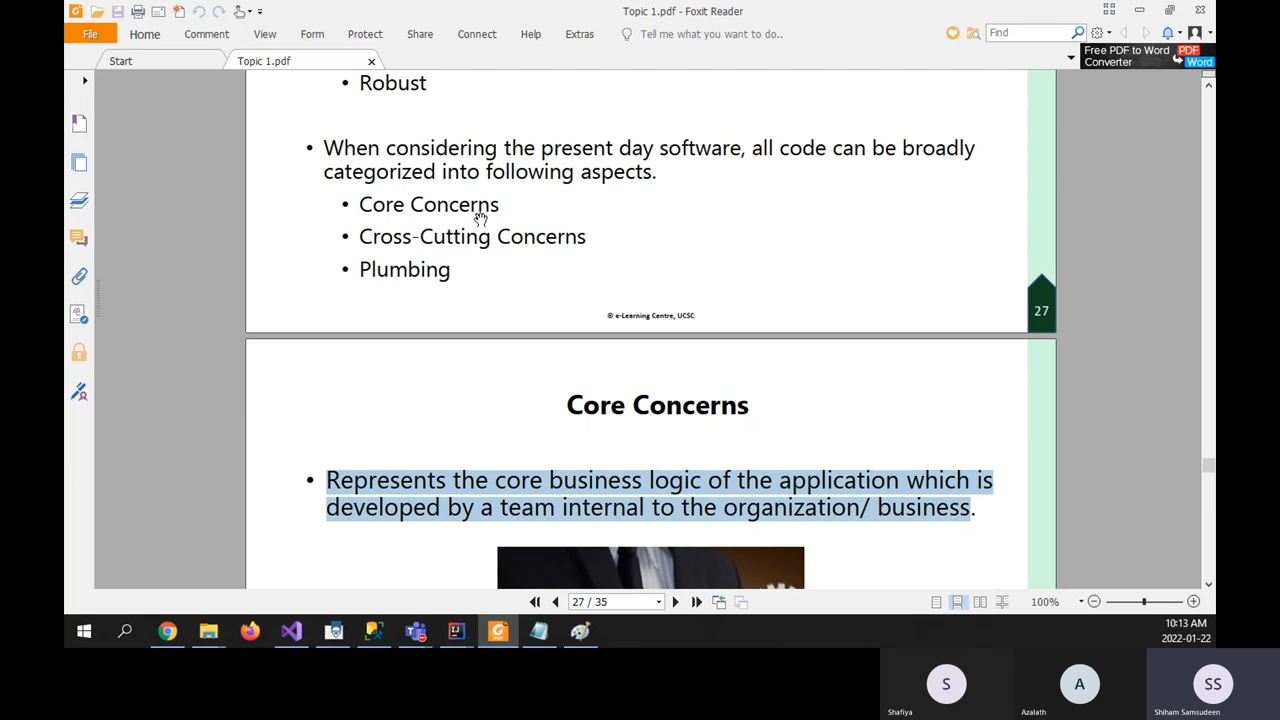 Topic 1.pdf - Foxit Reader
File Home Comment View Form Protect Share Connect Help Extras Tell me what you want to do.. Find
Start Topic 1.pdf
Free PDF to Word Converter PDF Word
• Robust
• When considering the present day software, all code can be broadly
categorized into following aspects.
• Core Concerns
• Cross-Cutting Concerns
• Plumbing
© e-Learning Centre, UCSC
27
Core Concerns
• Represents the core business logic of the application which is
developed by a team internal to the organization/ business.
27 / 35 100%
10:13 AM
2022-01-22
S A SS
Shafiya Azalath Shiham Samsudeen